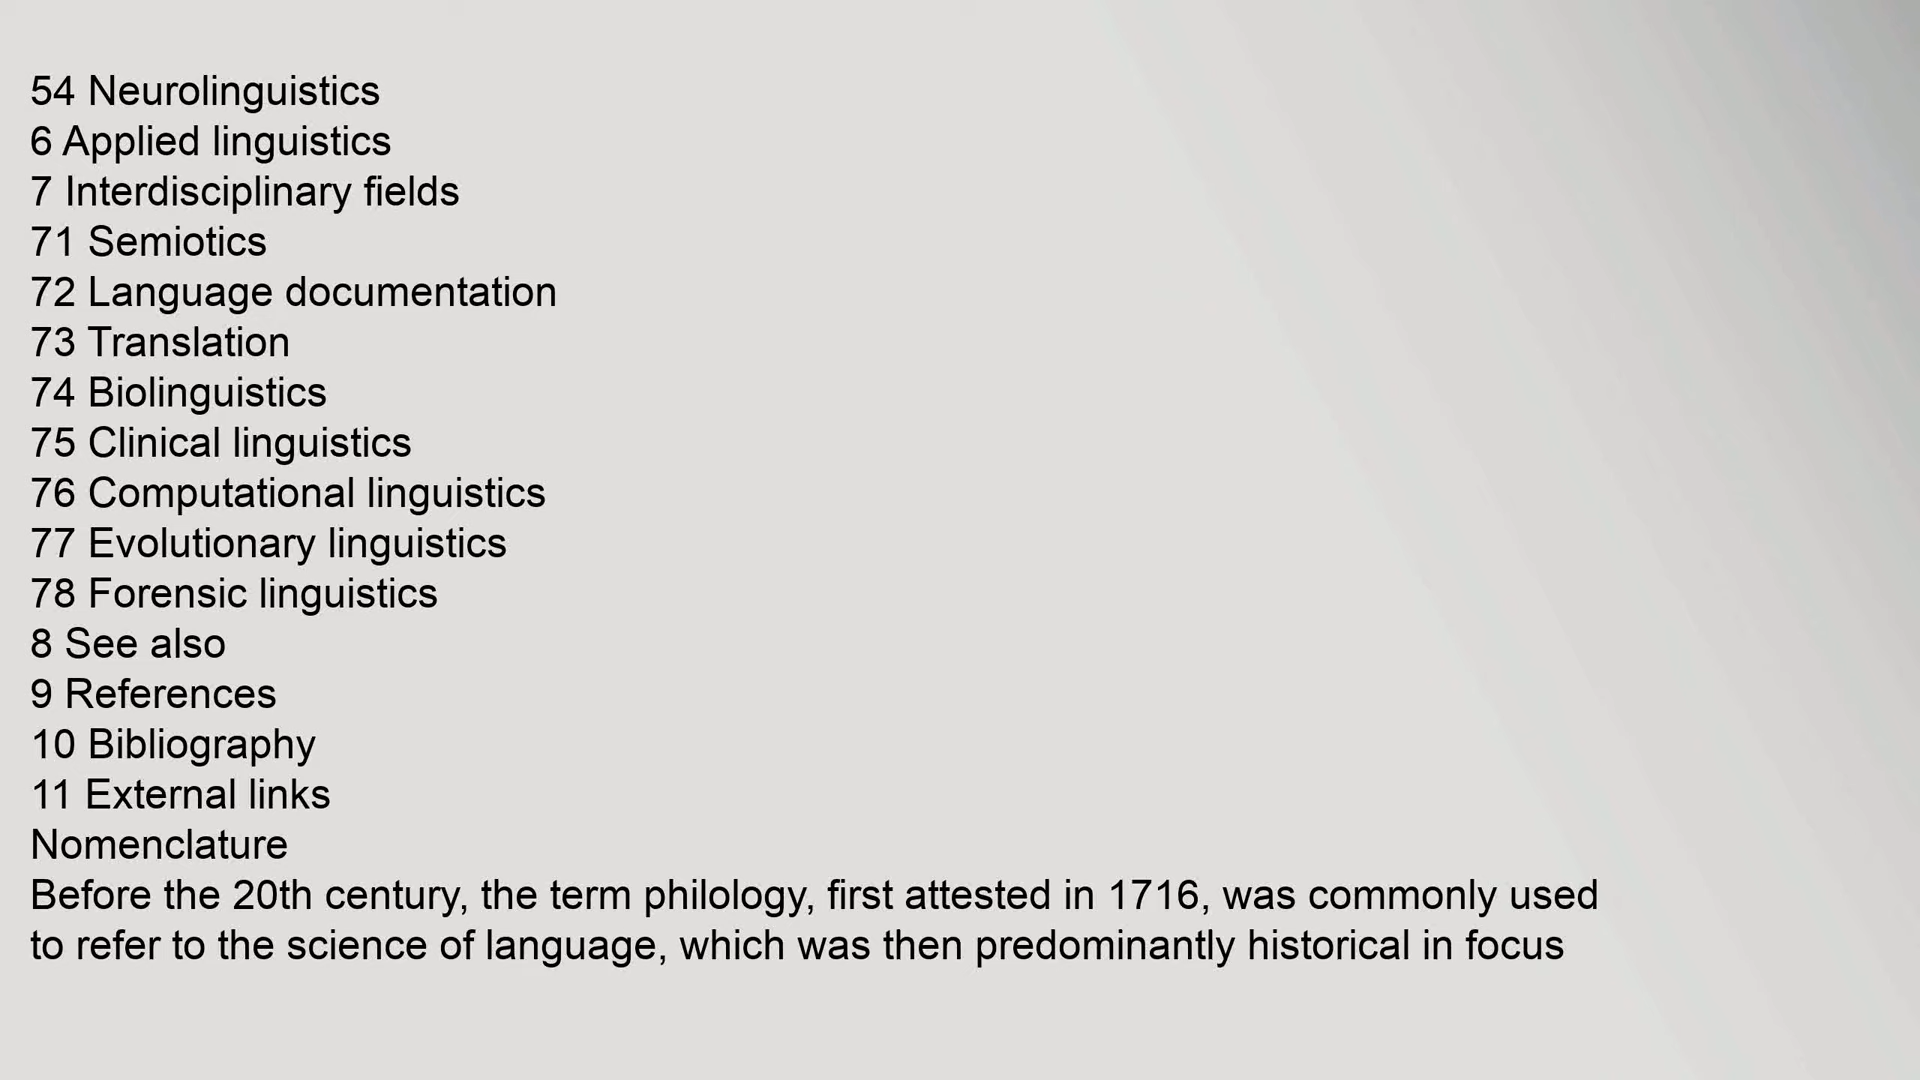 54 Neurolinguistics
6 Applied linguistics
7 Interdisciplinary fields
71 Semiotics
72 Language documentation
73 Translation
74 Biolinguistics
75 Clinical linguistics
76 Computational linguistics
77 Evolutionary linguistics
78 Forensic linguistics
8 See also
9 References
10 Bibliography
11 External links
Nomenclature
Before the 20th century, the term philology, first attested in 1716, was commonly used
to refer to the science of language, which was then predominantly historical in focus